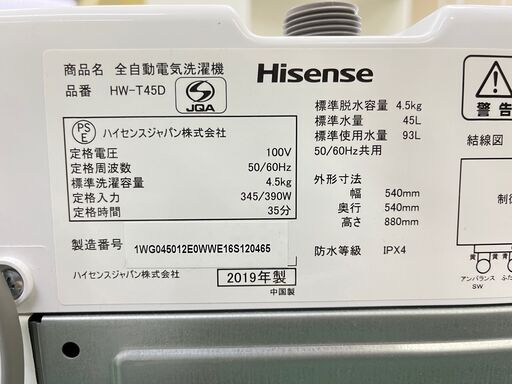 商品名 全自動電気洗濯機
品番 HW-T45D
JQA
Hisense
警告
PS
E
ハイセンスジャパン株式会社
定格電圧 100V
定格周波数 50/60Hz
標準洗濯容量 4.5kg
定格入力 345/390W
定格時間 35分
標準脱水容量 4.5kg
標準水量 45L
標準使用水量 93L
50/60Hz共用
外形寸法
幅 540mm
奥行 540mm
高さ 880mm
防水等級 IPX4
結線図
制御
黄 黄 青
アンバランス
SW
ふた
製造番号 1WG045012E0WWE16S120465
ハイセンスジャパン株式会社
2019年製
中国製